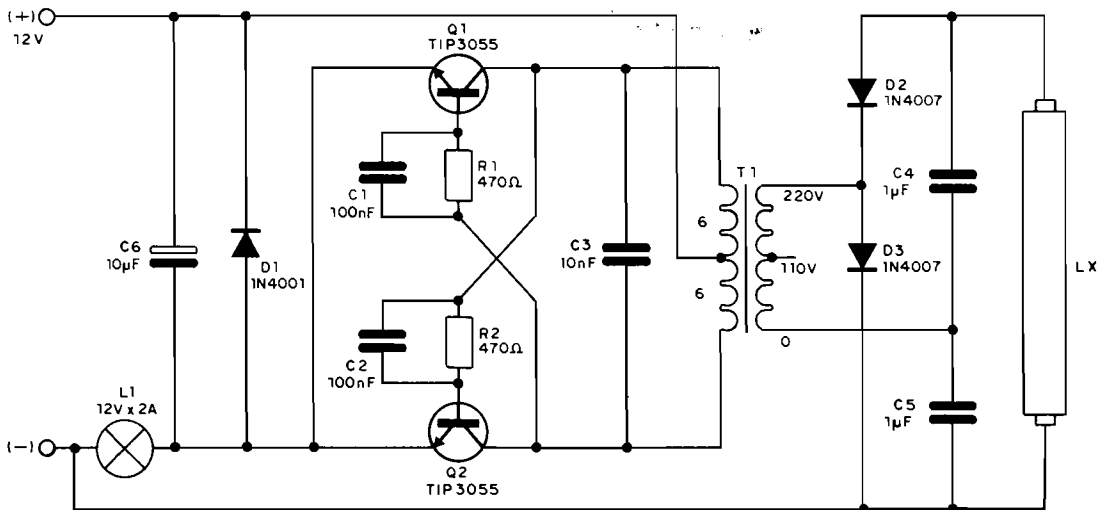 (+)
12V
Q1
TIP3055
D2
1N4007
R1
470Ω
C1
100nF
T1
220V
C4
1µF
6
C6
10µF
D1
1N4001
C3
10nF
110V
D3
1N4007
LX
6
R2
470Ω
C2
100nF
0
L1
12V x 2A
C5
1µF
(-)
Q2
TIP3055